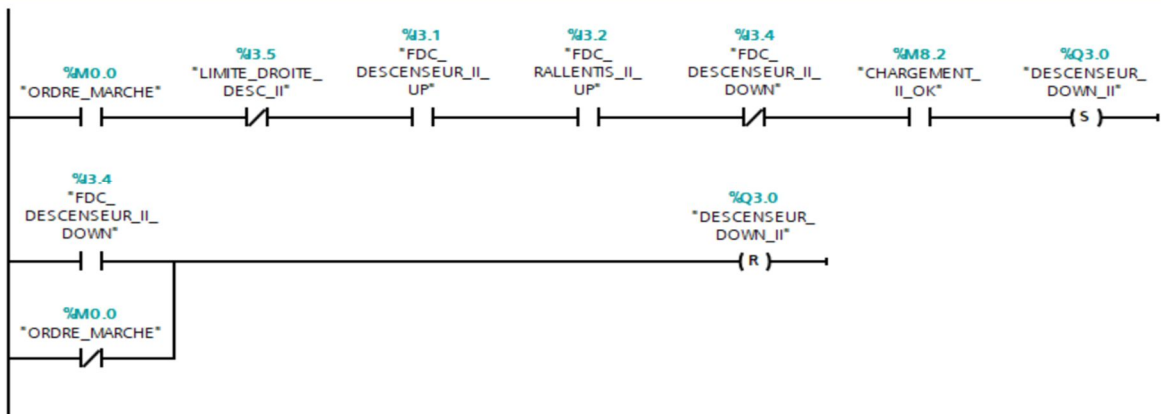 %M0.0
"ORDRE_MARCHE"
%I3.5
"LIMITE_DROITE_
DESC_II"
%I3.1
"FDC_
DESCENSEUR_II_
UP"
%I3.2
"FDC_
RALLENTIS_II_
UP"
%I3.4
"FDC_
DESCENSEUR_II_
DOWN"
%M8.2
"CHARGEMENT_
II_OK"
%Q3.0
"DESCENSEUR_
DOWN_II"
S
%I3.4
"FDC_
DESCENSEUR_II_
DOWN"
%Q3.0
"DESCENSEUR_
DOWN_II"
R
%M0.0
"ORDRE_MARCHE"